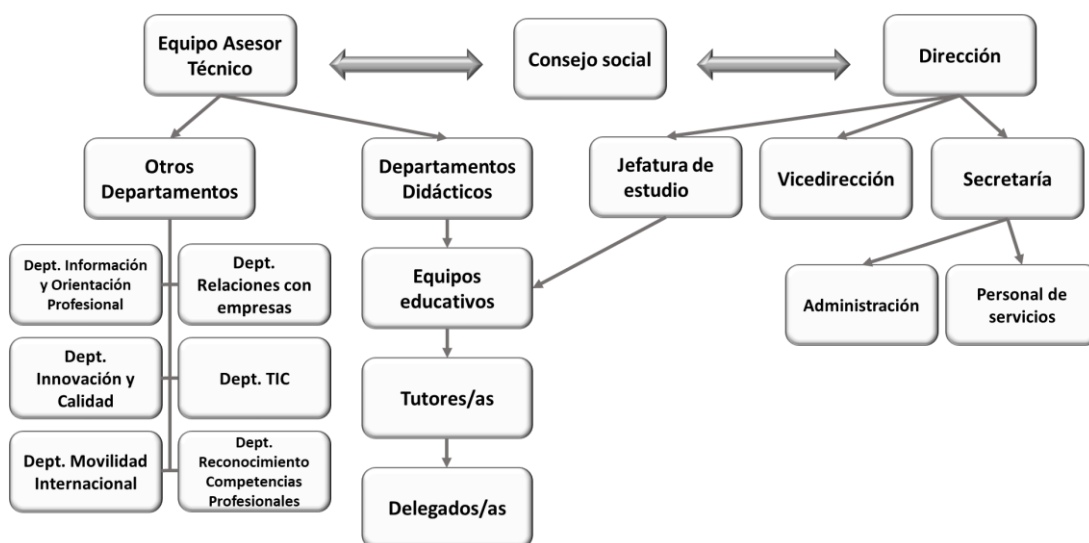 Equipo Asesor
Técnico
Consejo social
Dirección
Otros
Departamentos
Departamentos
Didácticos
Jefatura de
estudio
Vicedirección
Secretaría
Dept. Información
y Orientación
Profesional
Dept.
Relaciones con
empresas
Equipos
educativos
Administración
Personal de
servicios
Dept.
Innovación y
Calidad
Dept. TIC
Tutores/as
Dept. Movilidad
Internacional
Dept.
Reconocimiento
Competencias
Profesionales
Delegados/as